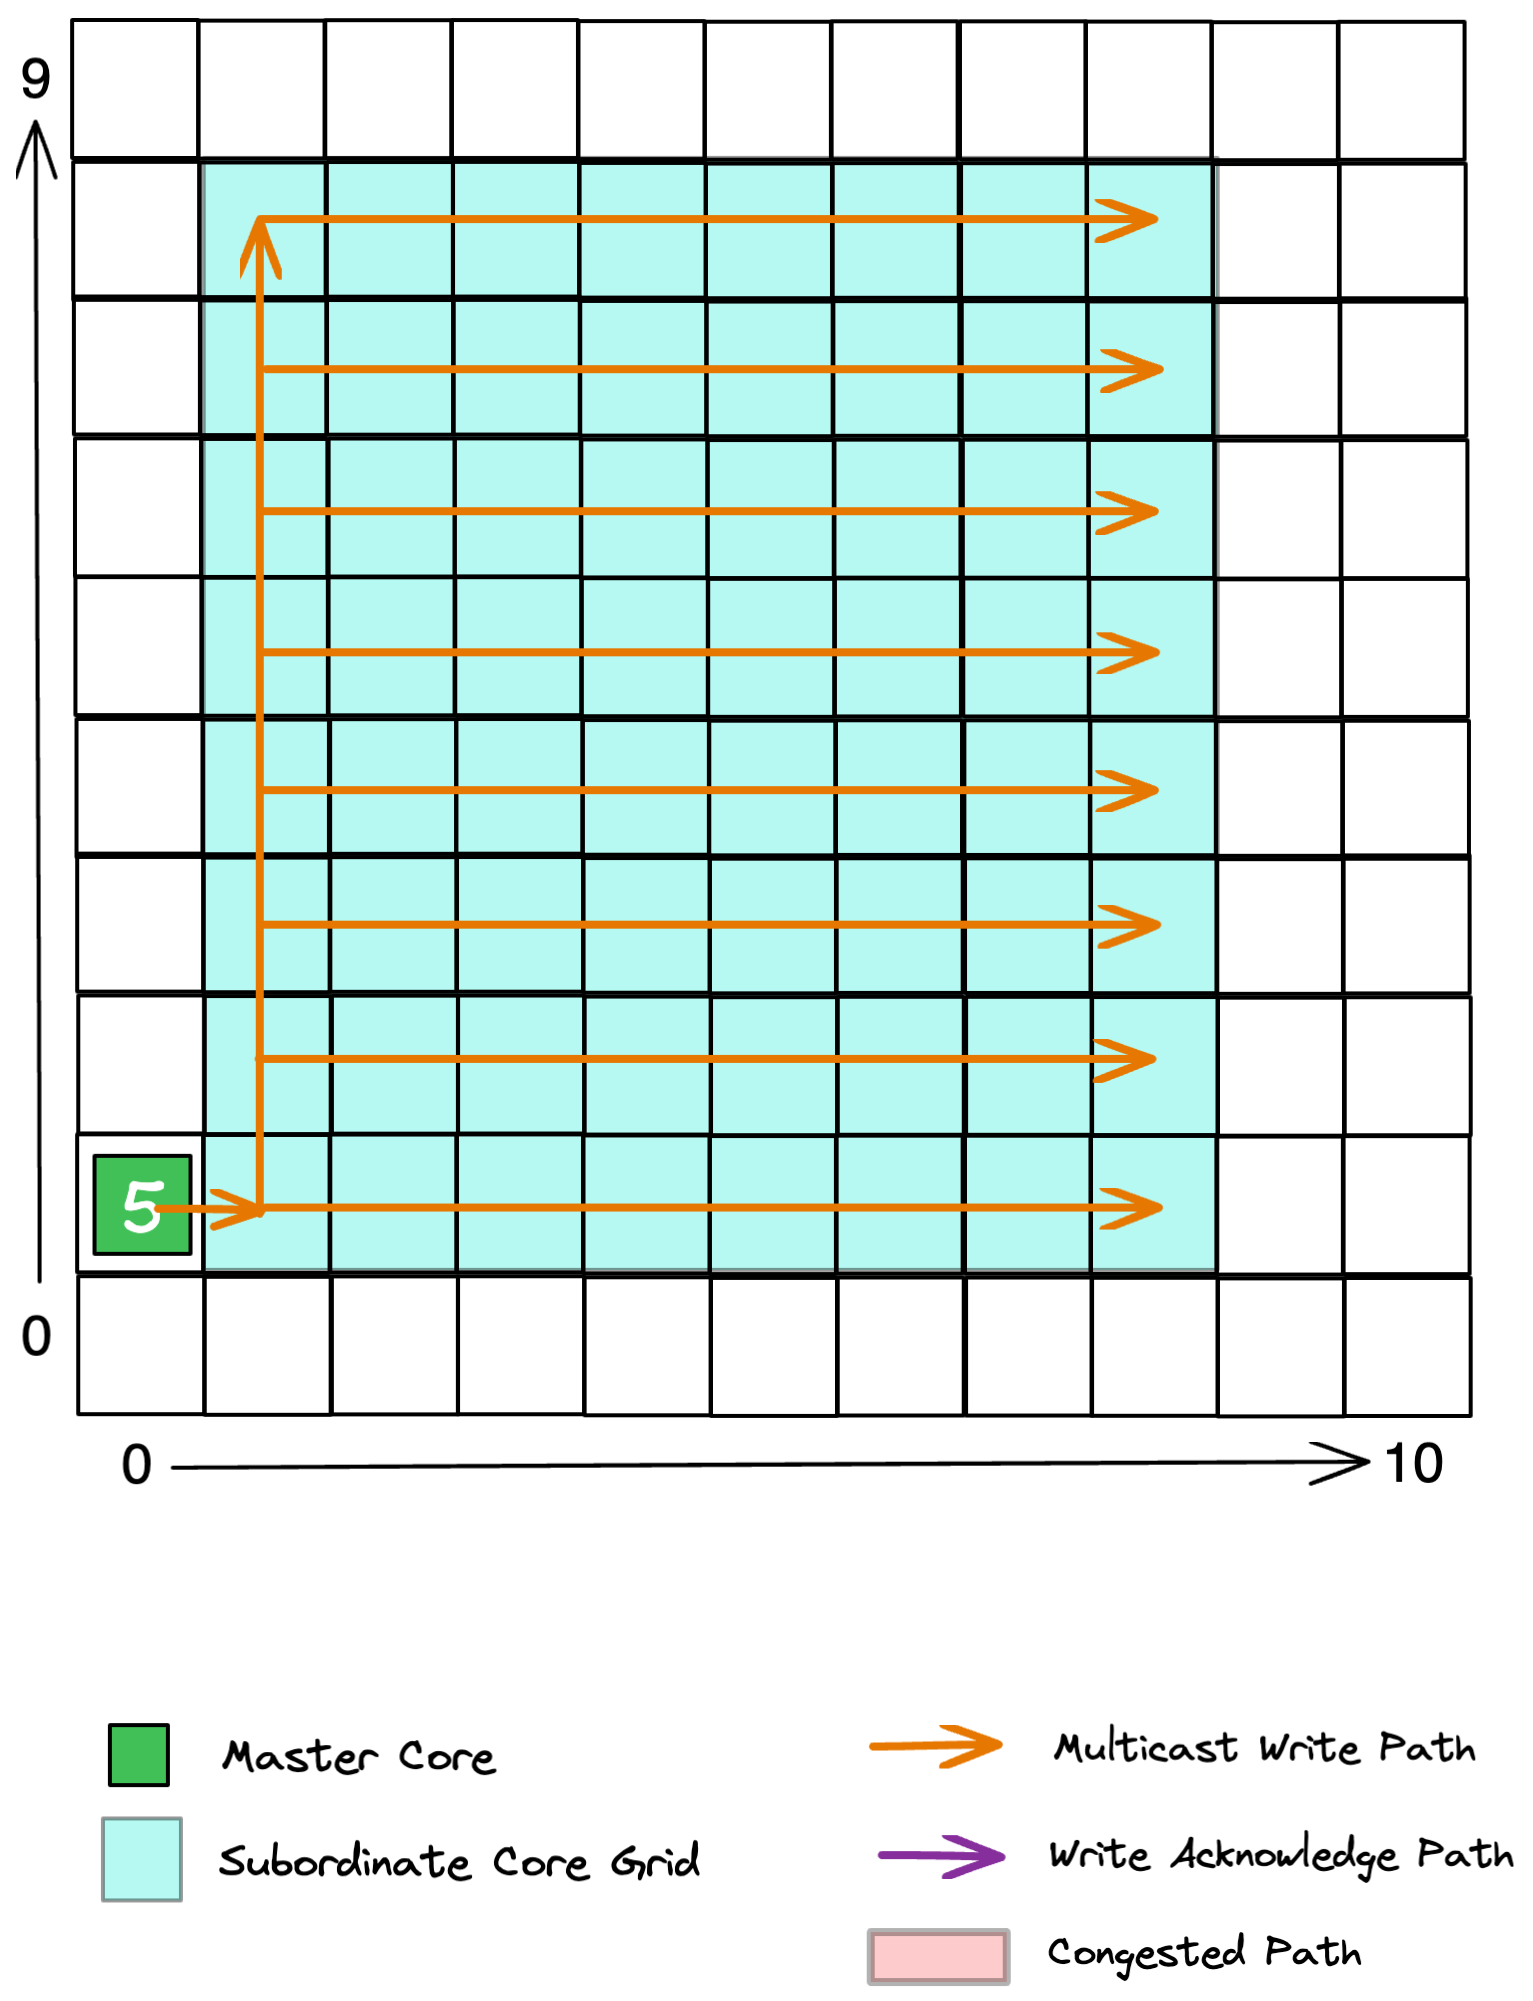 9
5
0
0
10
Master Core
Multicast Write Path
Subordinate Core Grid
Write Acknowledge Path
Congested Path